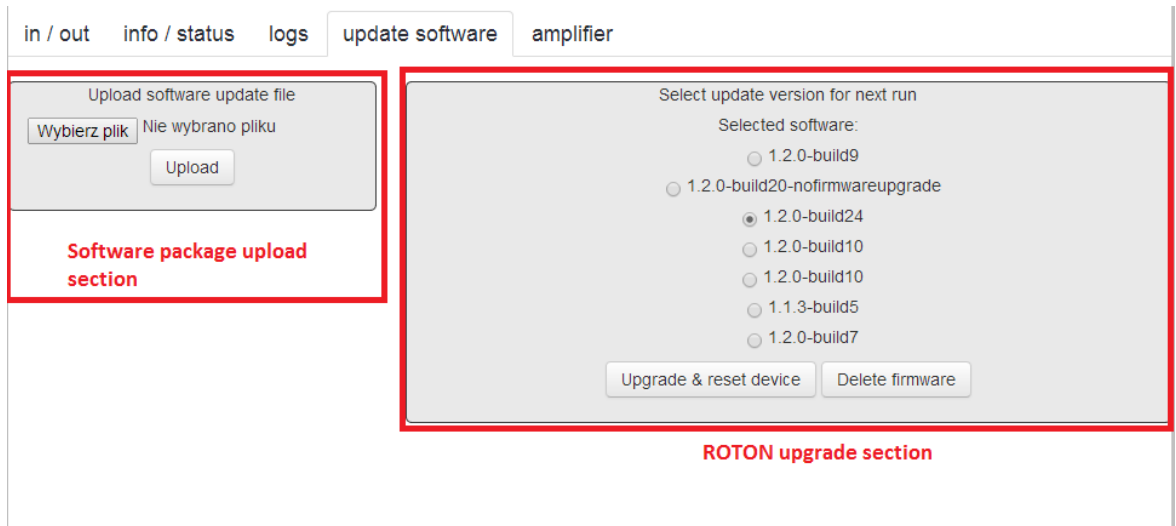 in / out info / status logs update software amplifier
Upload software update file
Wybierz plik Nie wybrano pliku
Upload
Software package upload
section
Select update version for next run
Selected software:
1.2.0-build9
1.2.0-build20-nofirmwareupgrade
1.2.0-build24
1.2.0-build10
1.2.0-build10
1.1.3-build5
1.2.0-build7
Upgrade & reset device Delete firmware
ROTON upgrade section